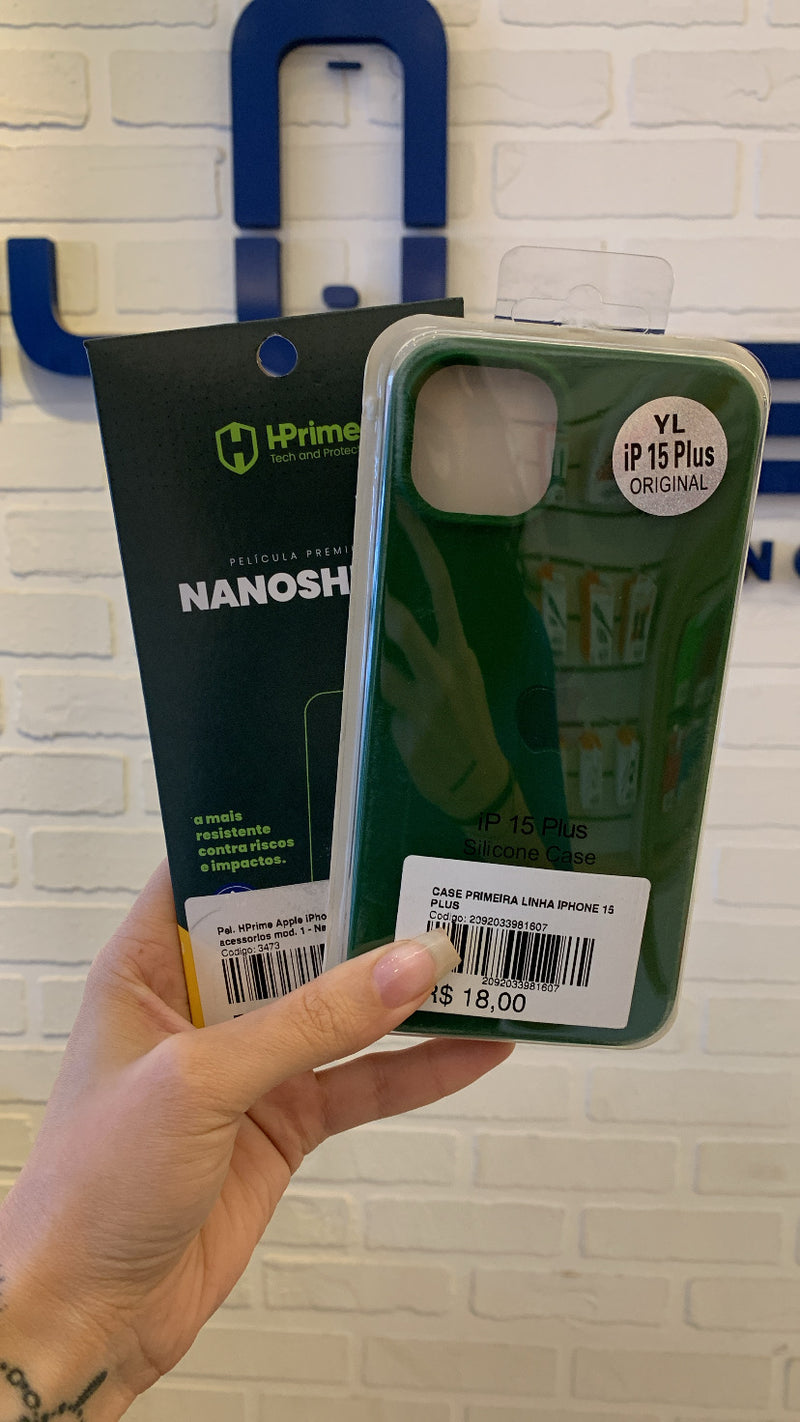 HPrime
Tech and Protec
PELÍCULA PREMI
NANOSH
a mais
resistente
contra riscos
e impactos.
Pel. HPrime Apple iPho
acessorios mod. 1 - Na
Codigo: 3473
YL
iP 15 Plus
ORIGINAL
iP 15 Plus
Silicone Case
CASE PRIMEIRA LINHA IPHONE 15
PLUS
Codigo: 2092033981607
2092033981607
R$ 18,00